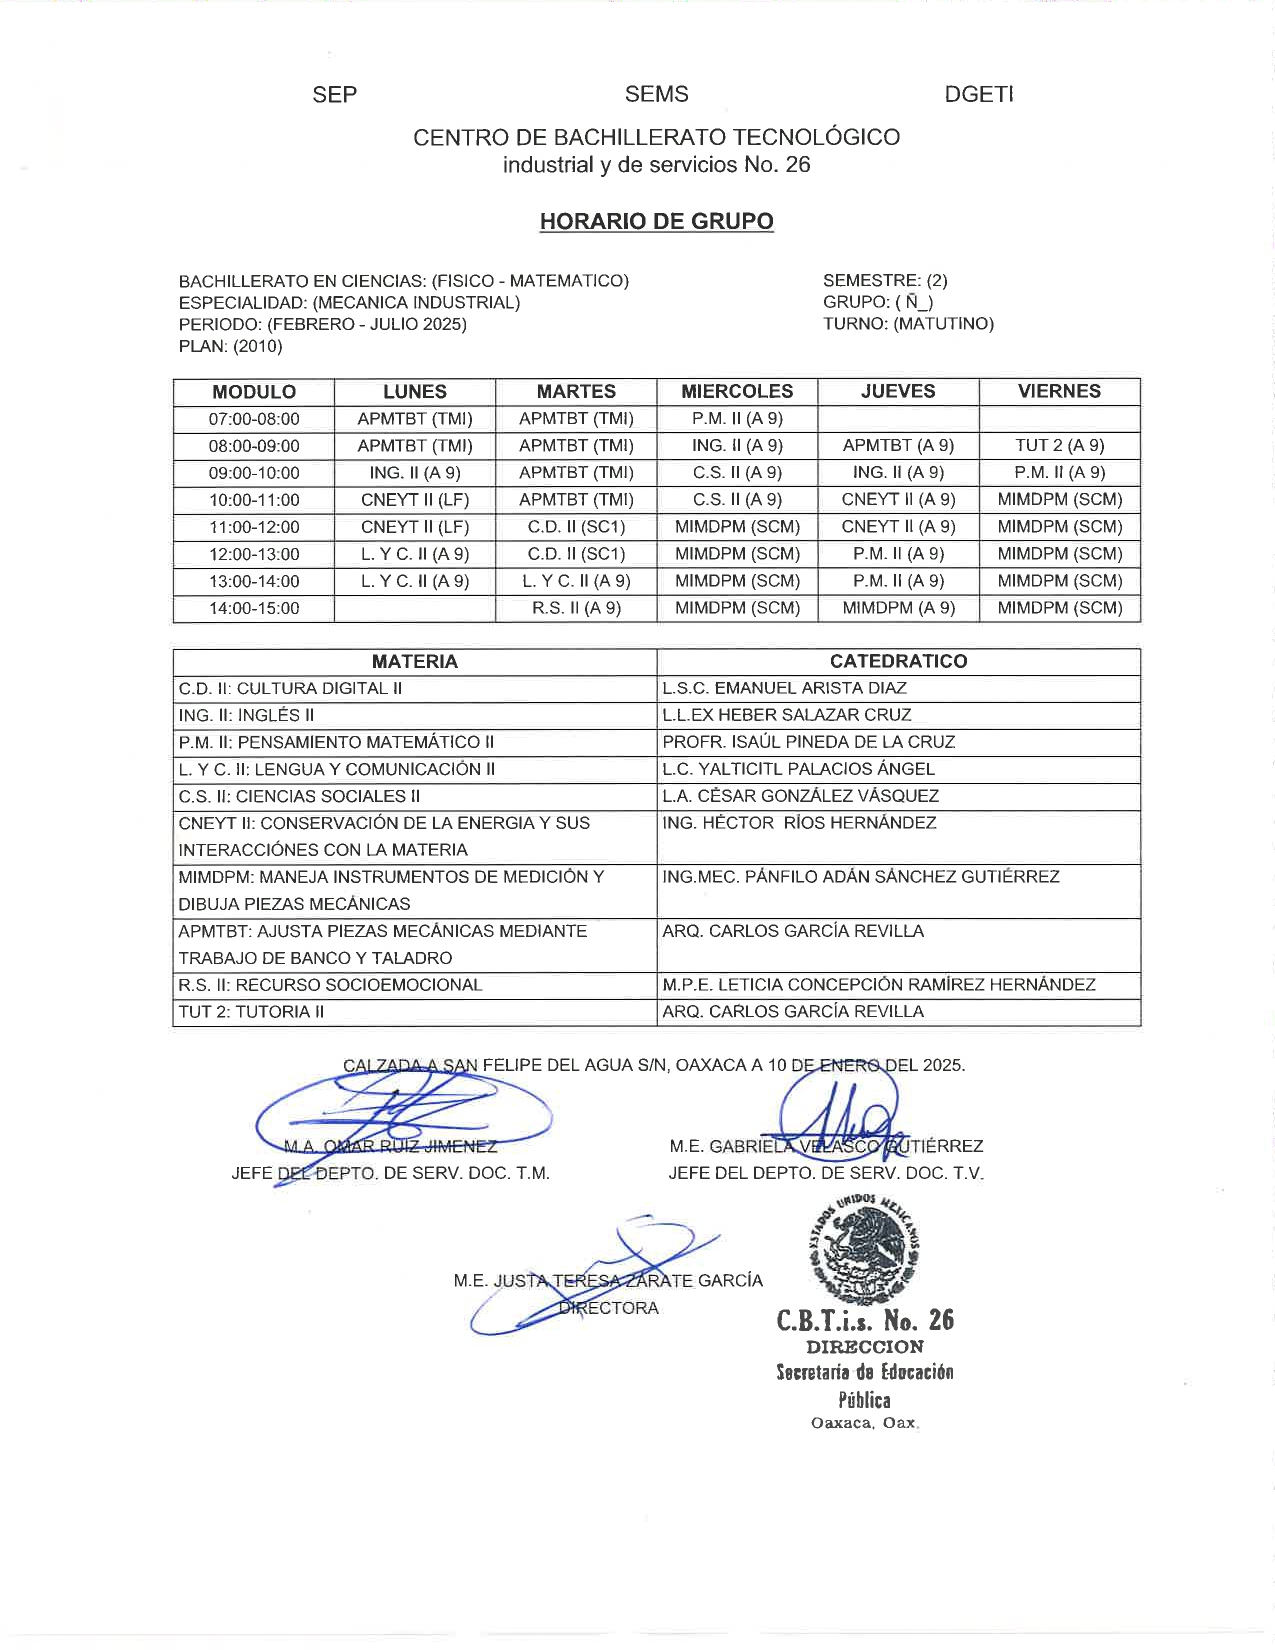 SEP SEMS DGETI
CENTRO DE BACHILLERATO TECNOLÓGICO
industrial y de servicios No. 26
HORARIO DE GRUPO
BACHILLERATO EN CIENCIAS: (FISICO - MATEMATICO) SEMESTRE: (2)
ESPECIALIDAD: (MECANICA INDUSTRIAL) GRUPO: ( Ñ_)
PERIODO: (FEBRERO - JULIO 2025) TURNO: (MATUTINO)
PLAN: (2010)
MODULO LUNES MARTES MIERCOLES JUEVES VIERNES
07:00-08:00 APMTBT (TMI) APMTBT (TMI) P.M. II (A 9)
08:00-09:00 APMTBT (TMI) APMTBT (TMI) ING. II (A 9) APMTBT (A 9) TUT 2 (A 9)
09:00-10:00 ING. II (A 9) APMTBT (TMI) C.S. II (A 9) ING. II (A 9) P.M. II (A 9)
10:00-11:00 CNEYT II (LF) APMTBT (TMI) C.S. II (A 9) CNEYT II (A 9) MIMDPM (SCM)
11:00-12:00 CNEYT II (LF) C.D. II (SC1) MIMDPM (SCM) CNEYT II (A 9) MIMDPM (SCM)
12:00-13:00 L. Y C. II (A 9) C.D. II (SC1) MIMDPM (SCM) P.M. II (A 9) MIMDPM (SCM)
13:00-14:00 L. Y C. II (A 9) L. Y C. II (A 9) MIMDPM (SCM) P.M. II (A 9) MIMDPM (SCM)
14:00-15:00 R.S. II (A 9) MIMDPM (SCM) MIMDPM (A 9) MIMDPM (SCM)
MATERIA CATEDRATICO
C.D. II: CULTURA DIGITAL II L.S.C. EMANUEL ARISTA DIAZ
ING. II: INGLÉS II L.L.EX HEBER SALAZAR CRUZ
P.M. II: PENSAMIENTO MATEMÁTICO II PROFR. ISAÚL PINEDA DE LA CRUZ
L. Y C. II: LENGUA Y COMUNICACIÓN II L.C. YALTICITL PALACIOS ÁNGEL
C.S. II: CIENCIAS SOCIALES II L.A. CÉSAR GONZÁLEZ VÁSQUEZ
CNEYT II: CONSERVACIÓN DE LA ENERGIA Y SUS ING. HÉCTOR RÍOS HERNÁNDEZ
INTERACCIÓNES CON LA MATERIA
MIMDPM: MANEJA INSTRUMENTOS DE MEDICIÓN Y ING.MEC. PÁNFILO ADÁN SÁNCHEZ GUTIÉRREZ
DIBUJA PIEZAS MECÁNICAS
APMTBT: AJUSTA PIEZAS MECÁNICAS MEDIANTE ARQ. CARLOS GARCÍA REVILLA
TRABAJO DE BANCO Y TALADRO
R.S. II: RECURSO SOCIOEMOCIONAL M.P.E. LETICIA CONCEPCIÓN RAMÍREZ HERNÁNDEZ
TUT 2: TUTORIA II ARQ. CARLOS GARCÍA REVILLA
CALZADA A SAN FELIPE DEL AGUA S/N, OAXACA A 10 DE ENERO DEL 2025.
M.A. OMAR RUIZ JIMENEZ M.E. GABRIELA VELASCO GUTIÉRREZ
JEFE DEL DEPTO. DE SERV. DOC. T.M. JEFE DEL DEPTO. DE SERV. DOC. T.V.
ESTADOS UNIDOS MEXICANOS
M.E. JUSTA TERESA ZARATE GARCÍA
DIRECTORA
C.B.T.i.s. No. 26
DIRECCION
Secretaría de Educación
Pública
Oaxaca, Oax.